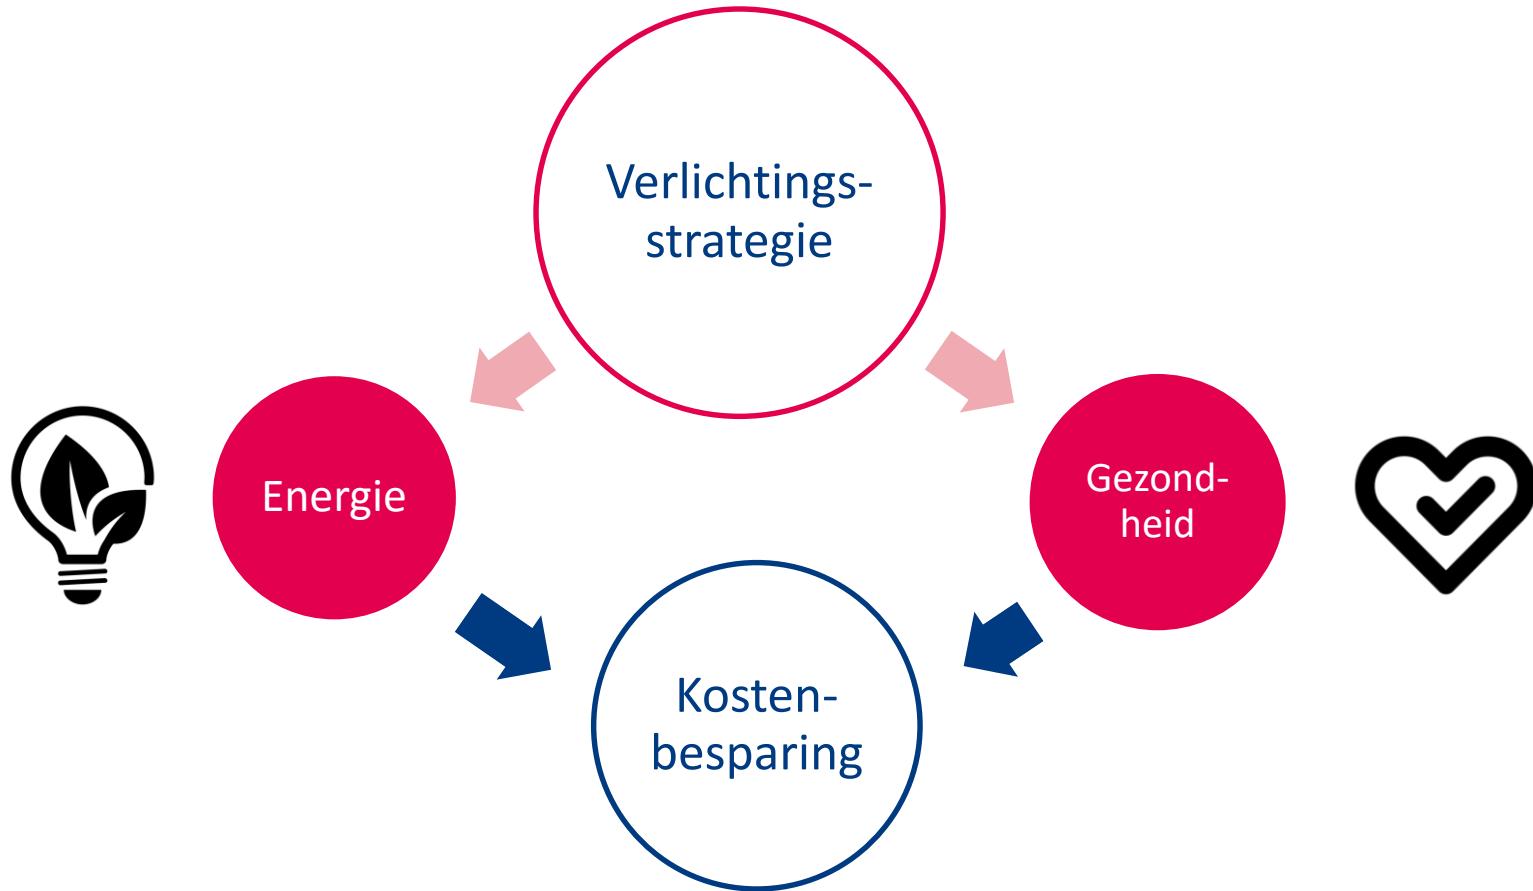 Verlichtings-
strategie
Energie
Gezond-
heid
Kosten-
besparing